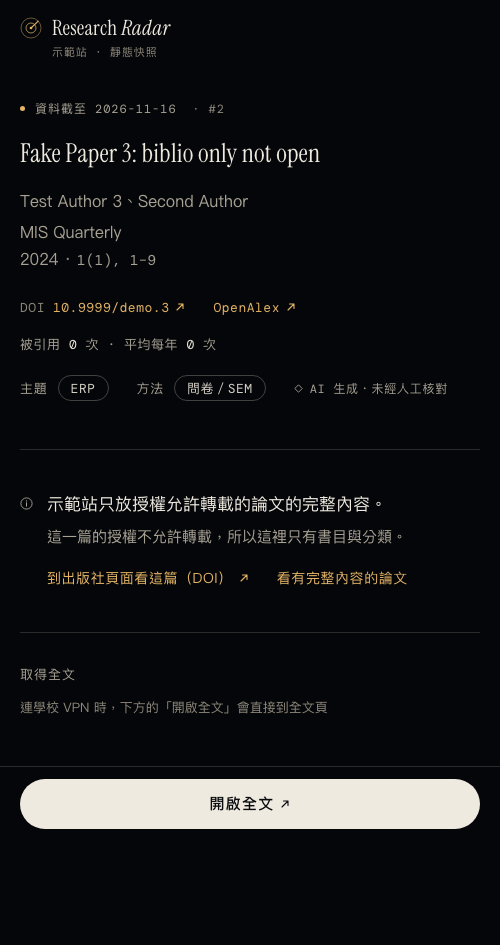 Research Radar
示範站 · 靜態快照
資料截至 2026-11-16 · #2
Fake Paper 3: biblio only not open
Test Author 3、Second Author
MIS Quarterly
2024 · 1(1), 1–9
DOI 10.9999/demo.3 ↗ OpenAlex ↗
被引用 0 次 · 平均每年 0 次
主題 ERP 方法 問卷 / SEM ◇ AI 生成·未經人工核對
示範站只放授權允許轉載的論文的完整內容。
這一篇的授權不允許轉載，所以這裡只有書目與分類。
到出版社頁面看這篇（DOI） ↗ 看有完整內容的論文
取得全文
連學校 VPN 時，下方的「開啟全文」會直接到全文頁
開啟全文 ↗